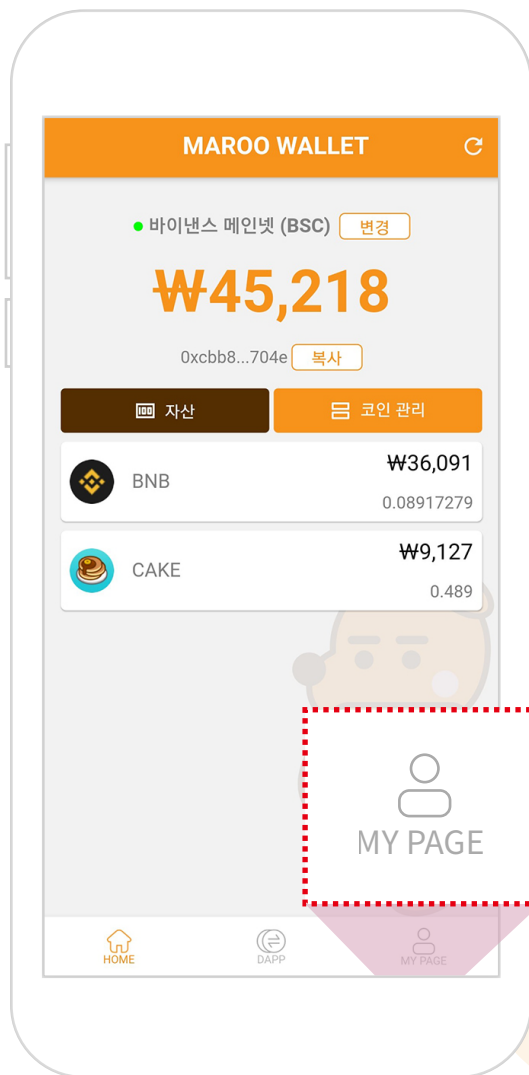 MAROO WALLET
바이낸스 메인넷 (BSC) 변경
₩45,218
0xcbb8...704e 복사
자산 코인 관리
BNB ₩36,091
0.08917279
CAKE ₩9,127
0.489
MY PAGE
HOME DAPP MY PAGE